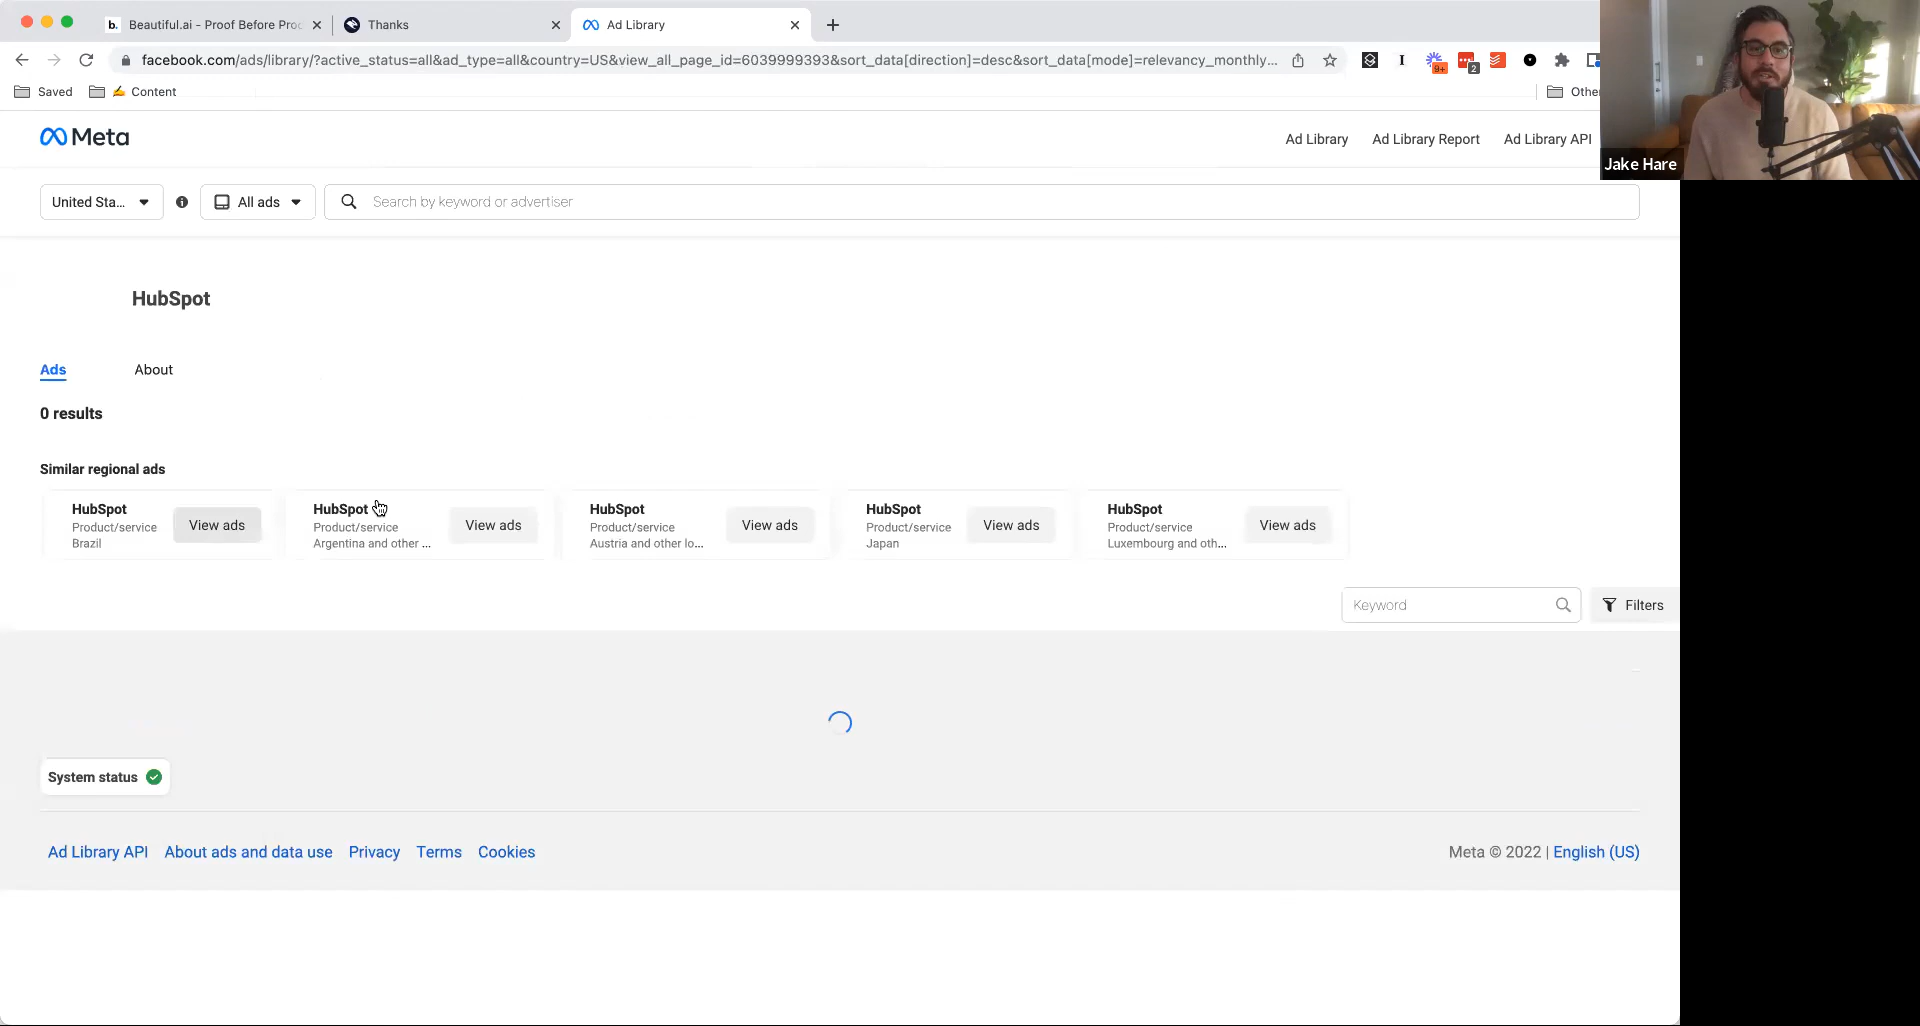 b. Beautiful.ai - Proof Before Pro
Thanks
Ad Library
facebook.com/ads/library/?active_status=all&ad_type=all&country=US&view_all_page_id=6039999393&sort_data[direction]=desc&sort_data[mode]=relevancy_monthly...
9+
2
Saved
Content
Othe
Meta
Ad Library
Ad Library Report
Ad Library API
Jake Hare
United Sta...
All ads
Search by keyword or advertiser
HubSpot
Ads
About
0 results
Similar regional ads
HubSpot
Product/service
Brazil
View ads
HubSpot
Product/service
Argentina and other ...
View ads
HubSpot
Product/service
Austria and other lo...
View ads
HubSpot
Product/service
Japan
View ads
HubSpot
Product/service
Luxembourg and oth...
View ads
Keyword
Filters
System status
Ad Library API
About ads and data use
Privacy
Terms
Cookies
Meta © 2022 | English (US)